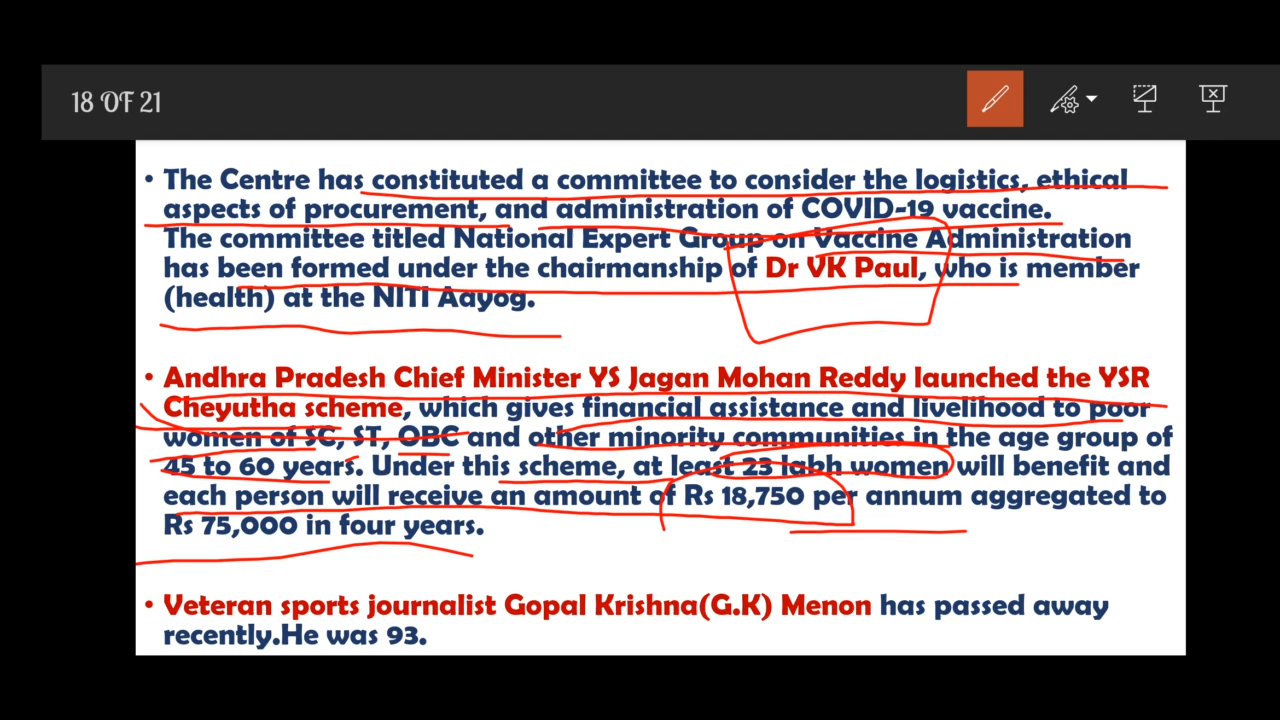 18 OF 21
• The Centre has constituted a committee to consider the logistics, ethical
aspects of procurement, and administration of COVID-19 vaccine.
The committee titled National Expert Group on Vaccine Administration
has been formed under the chairmanship of Dr VK Paul, who is member
(health) at the NITI Aayog.
• Andhra Pradesh Chief Minister YS Jagan Mohan Reddy launched the YSR
Cheyutha scheme, which gives financial assistance and livelihood to poor
women of SC, ST, OBC and other minority communities in the age group of
45 to 60 years. Under this scheme, at least 23 lakh women will benefit and
each person will receive an amount of Rs 18,750 per annum aggregated to
Rs 75,000 in four years.
• Veteran sports journalist Gopal Krishna(G.K) Menon has passed away
recently.He was 93.